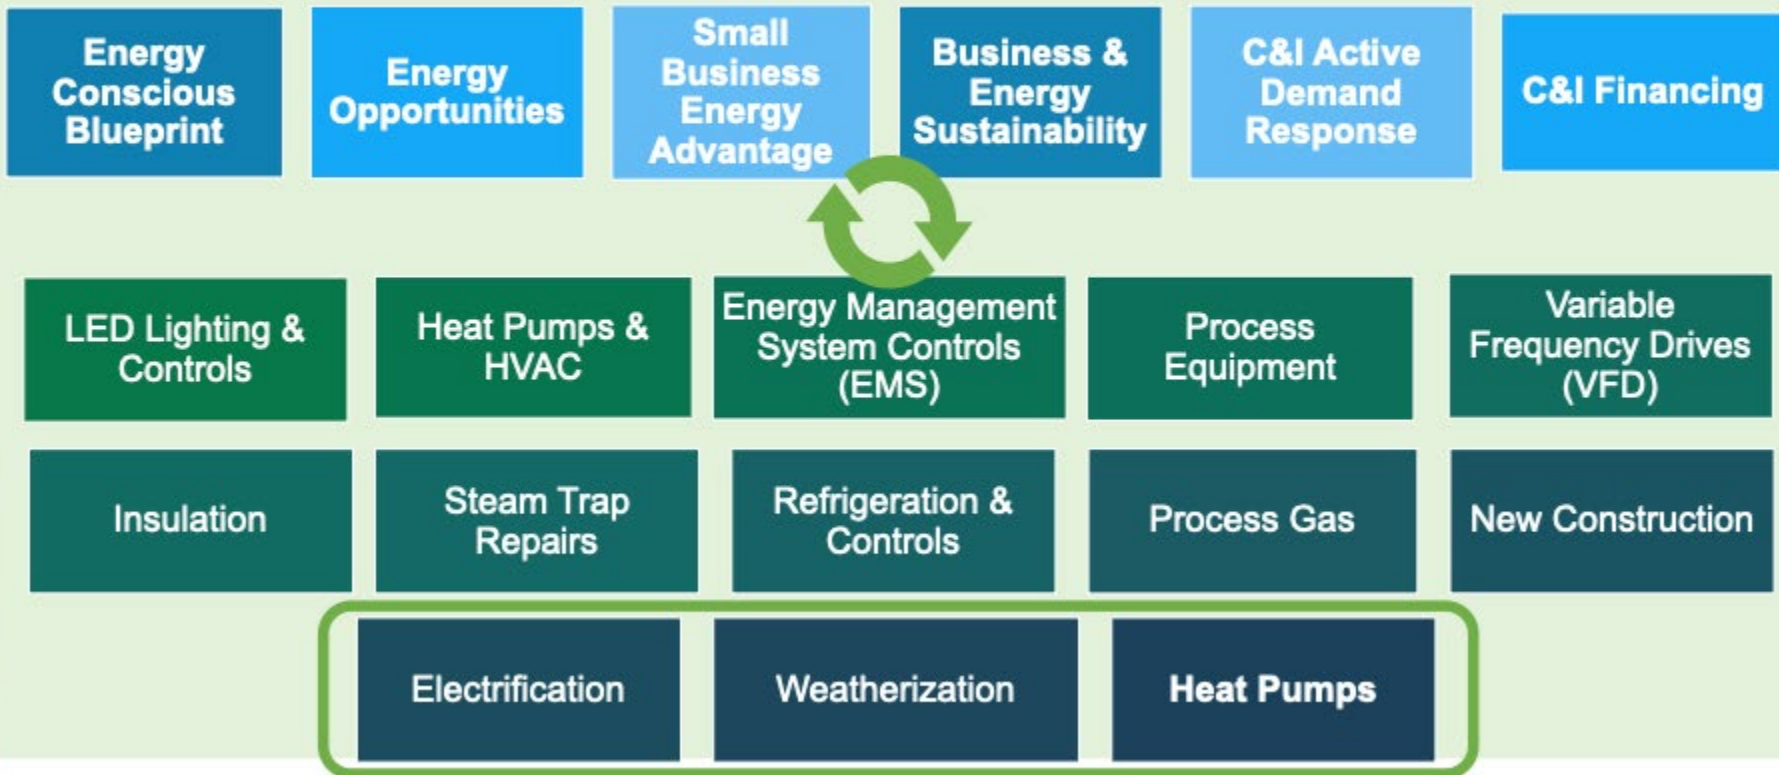 Energy
Conscious
Blueprint
Energy
Opportunities
Small
Business
Energy
Advantage
Business &
Energy
Sustainability
C&I Active
Demand
Response
C&I Financing
LED Lighting &
Controls
Heat Pumps &
HVAC
Energy Management
System Controls
(EMS)
Process
Equipment
Variable
Frequency Drives
(VFD)
Insulation
Steam Trap
Repairs
Refrigeration &
Controls
Process Gas
New Construction
Electrification
Weatherization
Heat Pumps